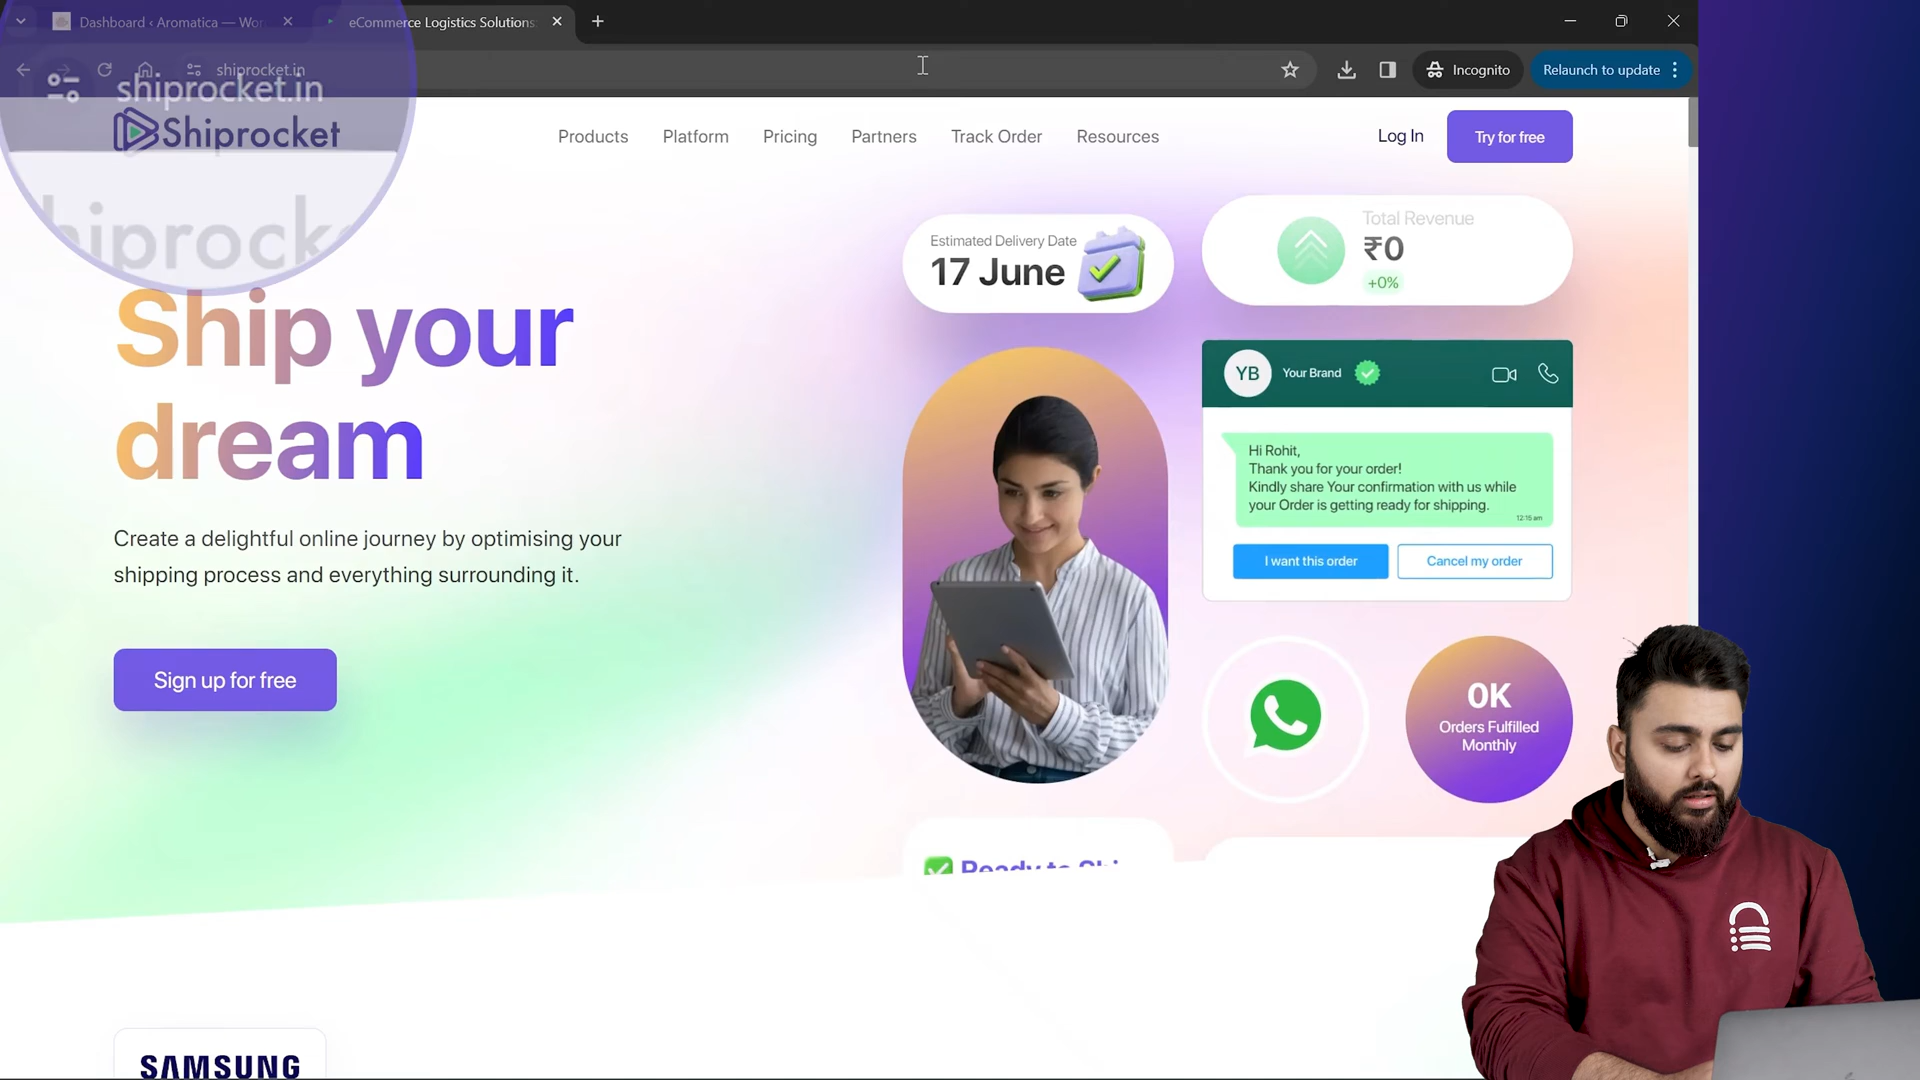 Dashboard ‹ Aromatica — Wor
eCommerce Logistics Solutions:
shiprocket.in
Incognito
Relaunch to update
shiprocket.in
Shiprocket
Products
Platform
Pricing
Partners
Track Order
Resources
Log In
Try for free
hiprocke
Ship your
dream
Create a delightful online journey by optimising your
shipping process and everything surrounding it.
Sign up for free
Estimated Delivery Date
17 June
Total Revenue
₹0
+0%
YB
Your Brand
Hi Rohit,
Thank you for your order!
Kindly share Your confirmation with us while
your Order is getting ready for shipping.
12:15 am
I want this order
Cancel my order
0K
Orders Fulfilled
Monthly
Ready to Shi
SAMSUNG